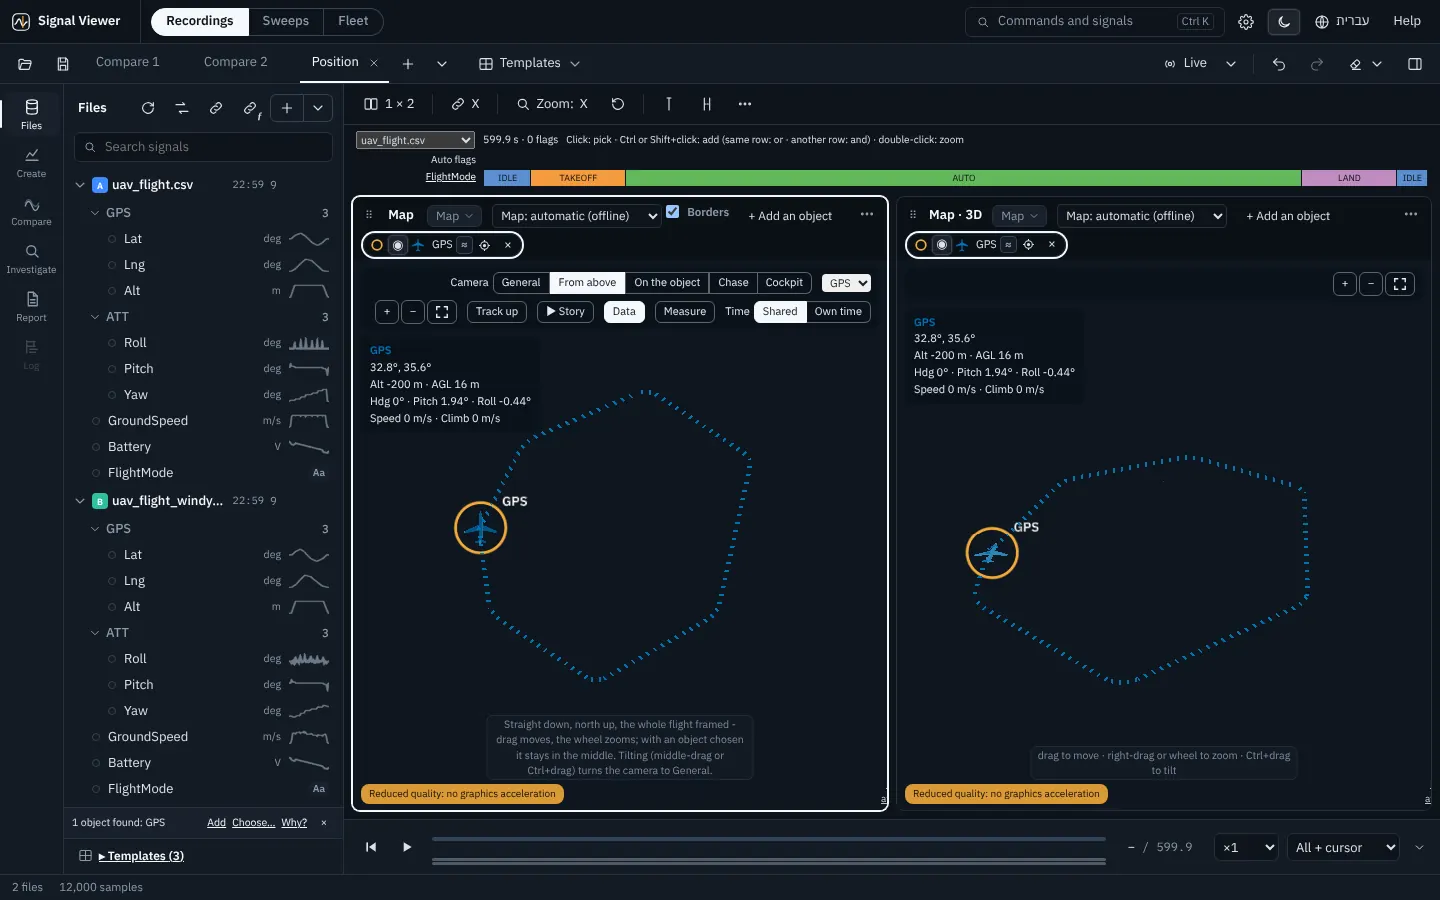 Signal Viewer
Recordings Sweeps Fleet
Commands and signals Ctrl K
עברית
Help
Compare 1 Compare 2 Position × +
Templates
Live
Files
1 × 2 X Zoom: X
Search signals
uav_flight.csv 599.9 s · 0 flags Click: pick · Ctrl or Shift+click: add (same row: or · another row: and) · double-click: zoom
Auto flags
FlightMode IDLE TAKEOFF AUTO LAND IDLE
Files
Create
Compare
Investigate
Report
Log
A uav_flight.csv 22:59 9
GPS 3
Lat deg
Lng deg
Alt m
ATT 3
Roll deg
Pitch deg
Yaw deg
GroundSpeed m/s
Battery V
FlightMode Aa
B uav_flight_windy... 22:59 9
GPS 3
Lat deg
Lng deg
Alt m
ATT 3
Roll deg
Pitch deg
Yaw deg
GroundSpeed m/s
Battery V
FlightMode Aa
1 object found: GPS Add Choose... Why? ×
▸ Templates (3)
Map Map Map: automatic (offline) Borders + Add an object
GPS ≈ ×
Camera General From above On the object Chase Cockpit GPS
+ − Track up ▶ Story Data Measure Time Shared Own time
GPS
32.8°, 35.6°
Alt -200 m · AGL 16 m
Hdg 0° · Pitch 1.94° · Roll -0.44°
Speed 0 m/s · Climb 0 m/s
GPS
Straight down, north up, the whole flight framed -
drag moves, the wheel zooms; with an object chosen
it stays in the middle. Tilting (middle-drag or
Ctrl+drag) turns the camera to General.
Reduced quality: no graphics acceleration
a
Map · 3D Map Map: automatic (offline) + Add an object
GPS ≈ ×
+ −
GPS
32.8°, 35.6°
Alt -200 m · AGL 16 m
Hdg 0° · Pitch 1.94° · Roll -0.44°
Speed 0 m/s · Climb 0 m/s
GPS
drag to move · right-drag or wheel to zoom · Ctrl+drag
to tilt
Reduced quality: no graphics acceleration
a
– / 599.9 ×1 All + cursor
2 files 12,000 samples